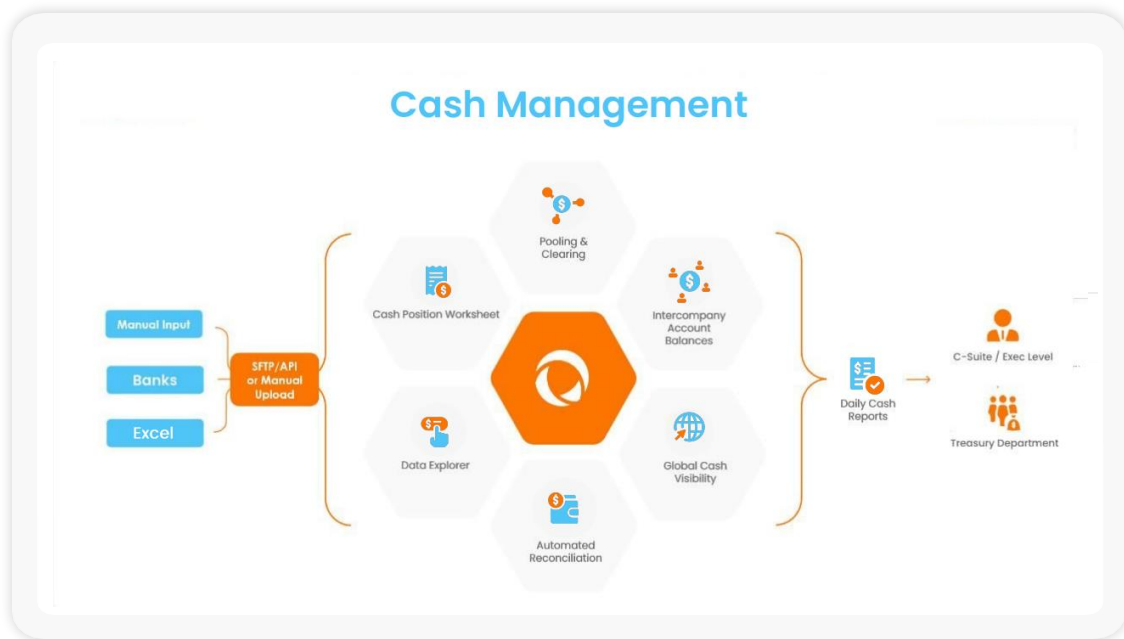 Cash Management
Manual Input
Banks
Excel
SFTP/API
or Manual
Upload
Pooling &
Clearing
Cash Position Worksheet
Intercompany
Account
Balances
Data Explorer
Global Cash
Visibility
Automated
Reconciliation
Daily Cash
Reports
C-Suite / Exec Level
Treasury Department